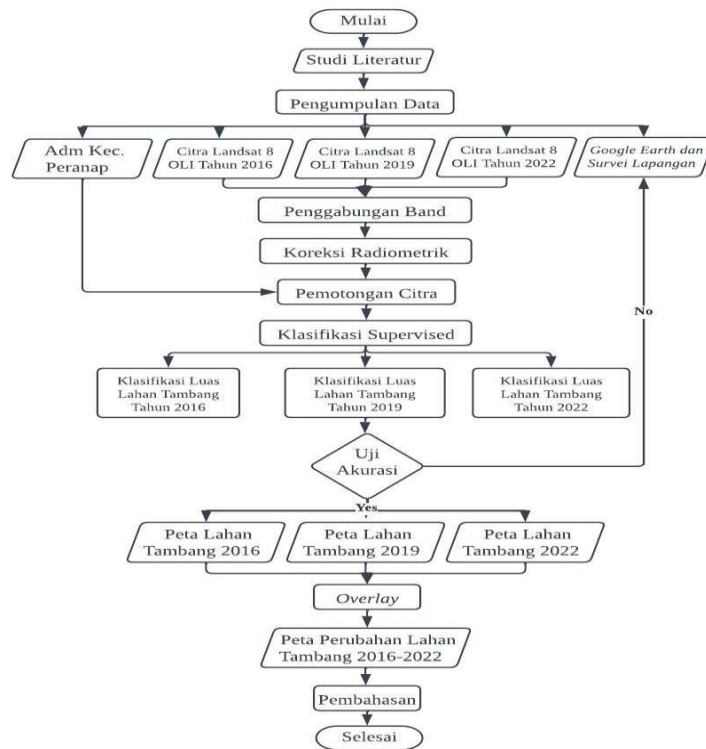 Mulai
Studi Literatur
Pengumpulan Data
Adm Kec.
Peranap
Citra Landsat 8
OLI Tahun 2016
Citra Landsat 8
OLI Tahun 2019
Citra Landsat 8
OLI Tahun 2022
Google Earth dan
Survei Lapangan
Penggabungan Band
Koreksi Radiometrik
Pemotongan Citra
No
Klasifikasi Supervised
Klasifikasi Luas
Lahan Tambang
Tahun 2016
Klasifikasi Luas
Lahan Tambang
Tahun 2019
Klasifikasi Luas
Lahan Tambang
Tahun 2022
Uji
Akurasi
Yes
Peta Lahan
Tambang 2016
Peta Lahan
Tambang 2019
Peta Lahan
Tambang 2022
Overlay
Peta Perubahan Lahan
Tambang 2016-2022
Pembahasan
Selesai